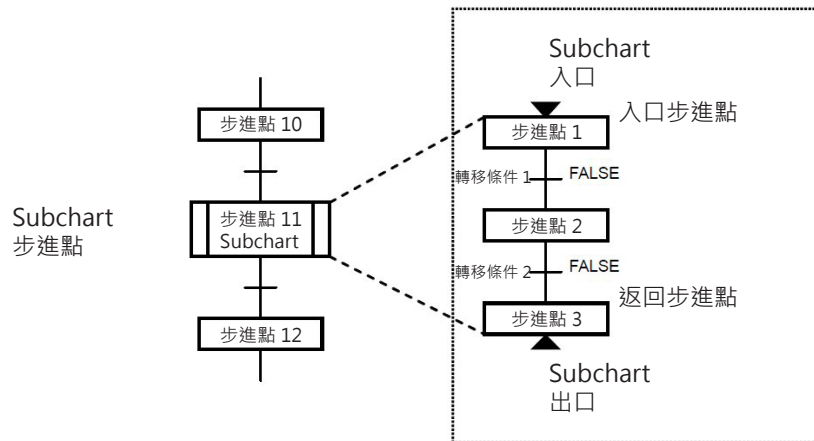 步進點 10
Subchart
步進點
步進點 11
Subchart
步進點 12
Subchart
入口
入口步進點
步進點 1
轉移條件 1
FALSE
步進點 2
轉移條件 2
FALSE
返回步進點
步進點 3
Subchart
出口